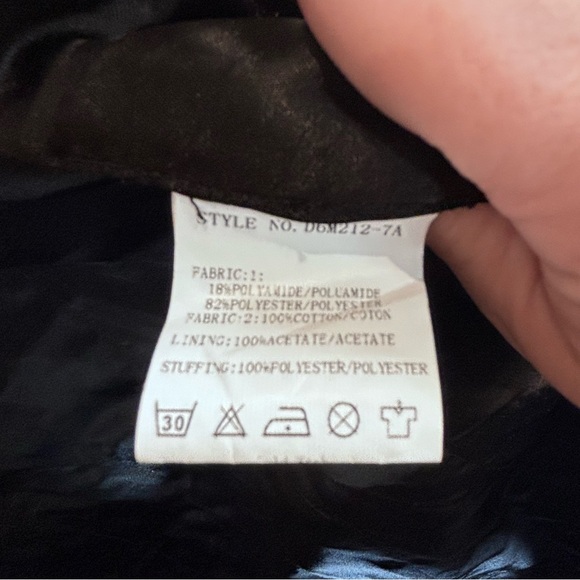 STYLE NO. D6M212-7A
FABRIC:1:
18%POLYAMIDE/POLUAMIDE
82%POLYESTER/POLYESTER
FABRIC:2:100%COTTON/COTON
LINING:100%ACETATE/ACETATE
STUFFING:100%POLYESTER/POLYESTER
30